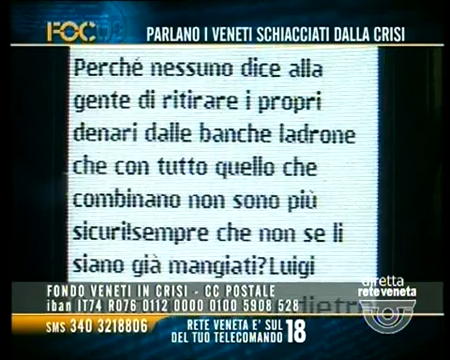 FOCUS
PARLANO I VENETI SCHIACCIATI DALLA CRISI
Perché nessuno dice alla
gente di ritirare i propri
denari dalle banche ladrone
che con tutto quello che
combinano non sono più
sicuri!sempre che non se li
siano già mangiati?Luigi
diretta
reteveneta
FONDO VENETI IN CRISI - CC POSTALE
iban IT74 R076 0112 0000 0100 5908 528
dietro
SMS 340 3218806
RETE VENETA E' SUL
DEL TUO TELECOMANDO
18